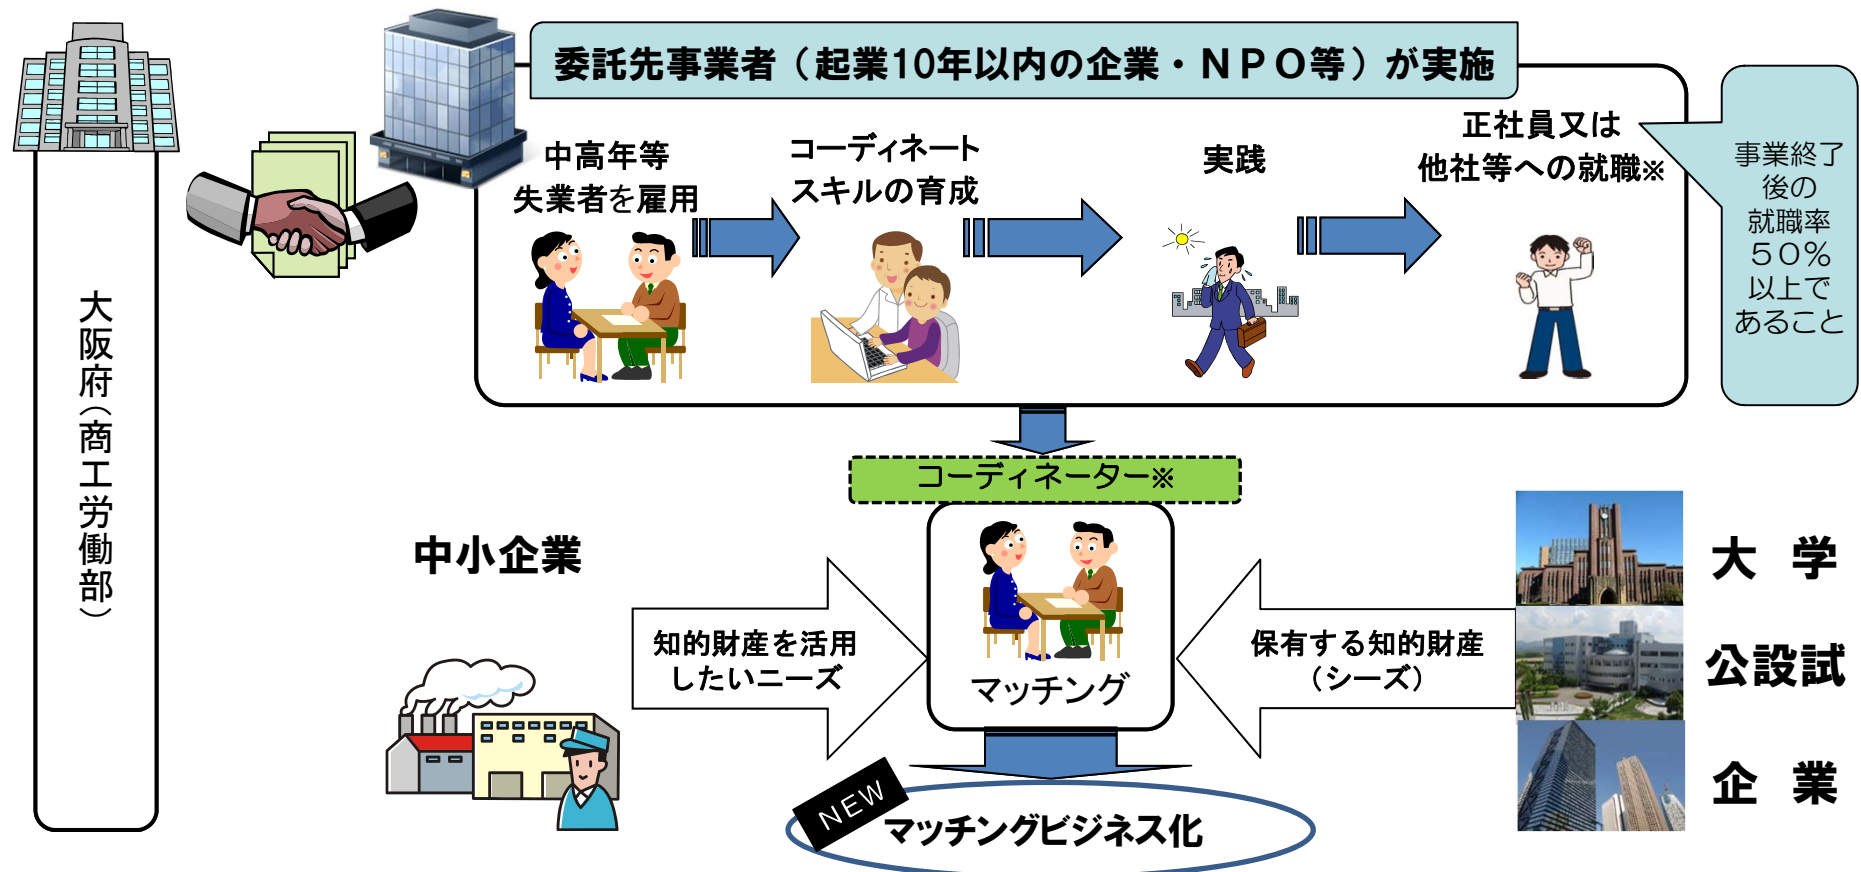 委託先事業者（起業10年以内の企業・ＮＰＯ等）が実施
中高年等
失業者を雇用
コーディネート
スキルの育成
実践
正社員又は
他社等への就職※
事業終了
後の
就職率
５０％
以上で
あること
大阪府（商工労働部）
コーディネーター※
中小企業
知的財産を活用
したいニーズ
マッチング
保有する知的財産
（シーズ）
大　学
公設試
企　業
NEW
マッチングビジネス化